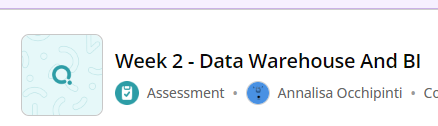 Week 2 - Data Warehouse And BI
Assessment • Annalisa Occhipinti •